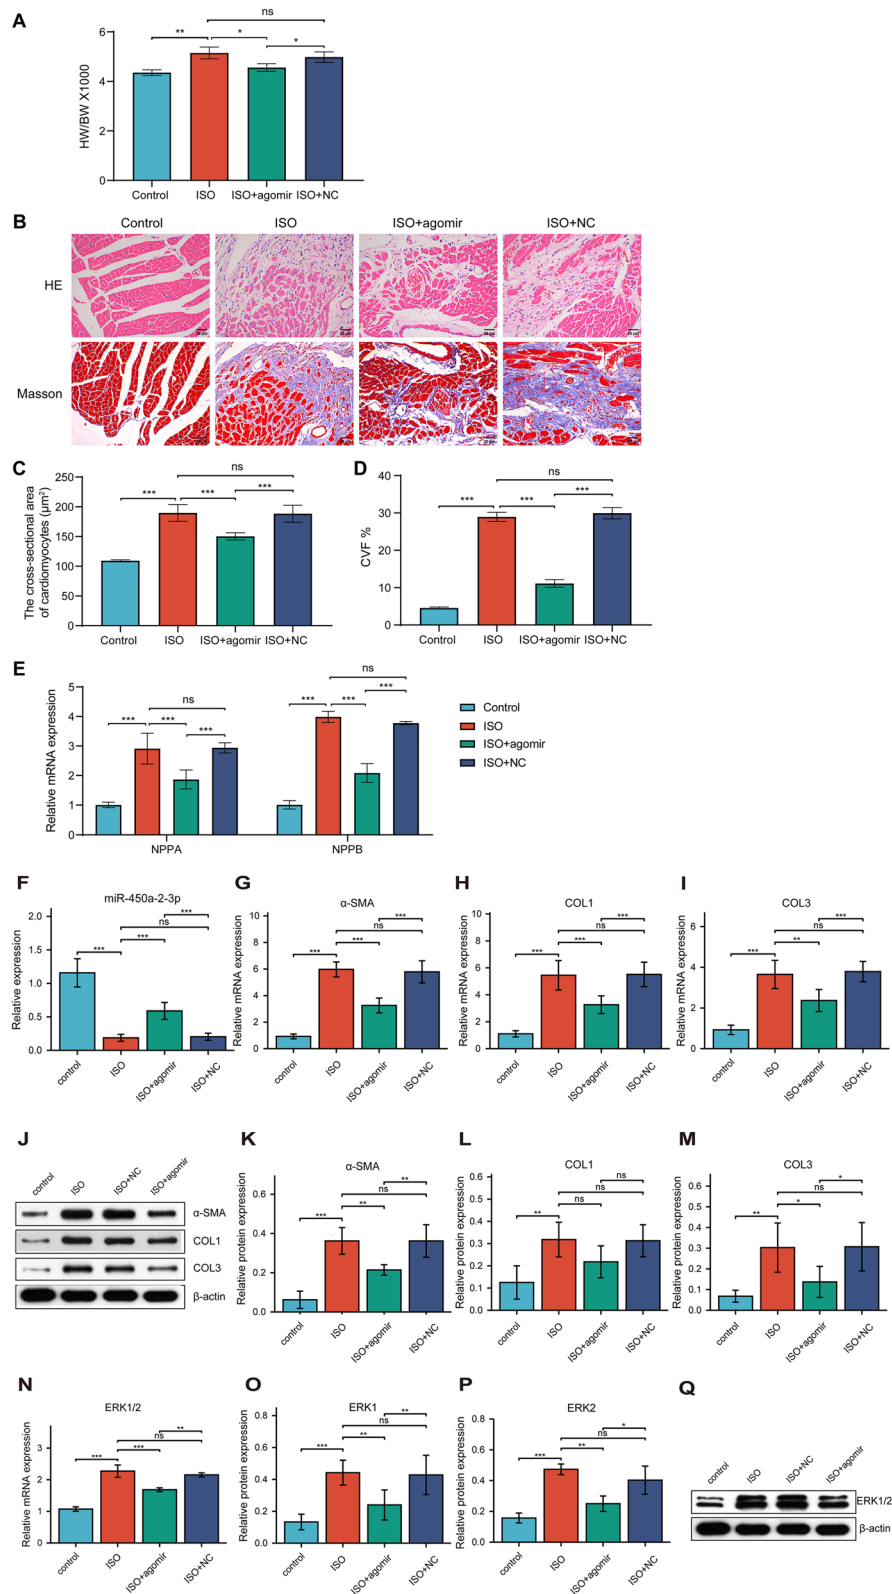 A
ns
** * *
HW/BW X1000
6
4
2
0
Control ISO ISO+agomir ISO+NC
B
Control ISO ISO+agomir ISO+NC
HE
Masson
C
The cross-sectional area
of cardiomyocytes (μm²)
250
200
150
100
50
0
ns
*** *** ***
Control ISO ISO+agomir ISO+NC
D
CVF %
40
30
20
10
0
ns
*** *** ***
Control ISO ISO+agomir ISO+NC
E
Relative mRNA expression
5
4
3
2
1
0
ns
*** *** ***
ns
*** *** ***
NPPA NPPB
Control
ISO
ISO+agomir
ISO+NC
F
miR-450a-2-3p
Relative expression
2.0
1.5
1.0
0.5
0.0
***
ns
***
***
control ISO ISO+agomir ISO+NC
G
α-SMA
Relative mRNA expression
10
8
6
4
2
0
***
ns
***
***
control ISO ISO+agomir ISO+NC
H
COL1
Relative mRNA expression
10
8
6
4
2
0
***
ns
***
***
control ISO ISO+agomir ISO+NC
I
COL3
Relative mRNA expression
6
4
2
0
***
ns
**
***
control ISO ISO+agomir ISO+NC
J
control ISO ISO+NC ISO+agomir
α-SMA
COL1
COL3
β-actin
K
α-SMA
Relative protein expression
0.6
0.4
0.2
0.0
**
ns
**
***
control ISO ISO+agomir ISO+NC
L
COL1
Relative protein expression
0.6
0.5
0.4
0.3
0.2
0.1
0.0
ns
ns
ns
**
control ISO ISO+agomir ISO+NC
M
COL3
Relative protein expression
0.6
0.4
0.2
0.0
*
ns
*
**
control ISO ISO+agomir ISO+NC
N
ERK1/2
Relative mRNA expression
3
2
1
0
**
ns
***
***
control ISO ISO+agomir ISO+NC
O
ERK1
Relative protein expression
0.8
0.6
0.4
0.2
0.0
**
ns
**
***
control ISO ISO+agomir ISO+NC
P
ERK2
Relative protein expression
0.8
0.6
0.4
0.2
0.0
*
ns
**
***
control ISO ISO+agomir ISO+NC
Q
control ISO ISO+NC ISO+agomir
ERK1/2
β-actin